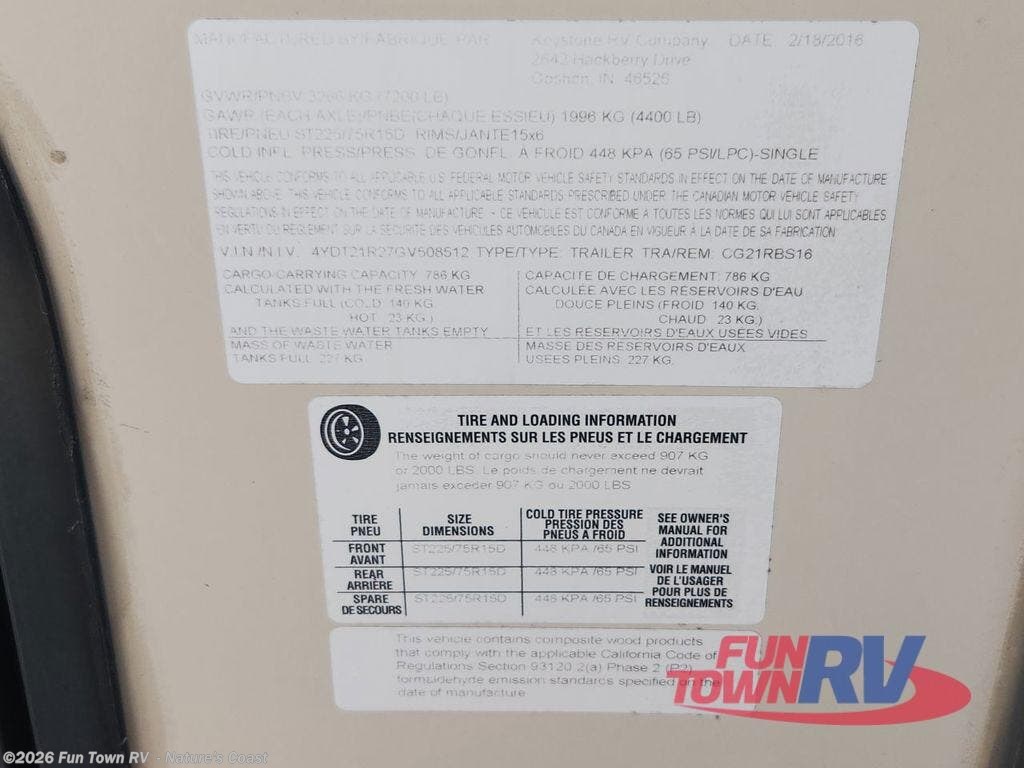 MANUFACTURED BY/FABRIQUE PAR Keystone RV Company DATE 2/18/2016
2642 Hackberry Drive
Goshen, IN 46526
GVWR/PNBV 3266 KG (7200 LB)
GAWR (EACH AXLE)/PNBE(CHAQUE ESSIEU) 1996 KG (4400 LB)
TIRE/PNEU ST225/75R15D RIMS/JANTE15x6
COLD INFL. PRESS/PRESS. DE GONFL. A FROID 448 KPA (65 PSI/LPC)-SINGLE
THIS VEHICLE CONFORMS TO ALL APPLICABLE U.S. FEDERAL MOTOR VEHICLE SAFETY STANDARDS IN EFFECT ON THE DATE OF MANUFACTURE
SHOWN ABOVE. THIS VEHICLE CONFORMS TO ALL APPLICABLE STANDARDS PRESCRIBED UNDER THE CANADIAN MOTOR VEHICLE SAFETY
REGULATIONS IN EFFECT ON THE DATE OF MANUFACTURE - CE VEHICULE EST CONFORME A TOUTES LES NORMES QUI LUI SONT APPLICABLES
EN VERTU DU REGLEMENT SUR LA SECURITE DES VEHICULES AUTOMOBILES DU CANADA EN VIGUEUR A LA DATE DE SA FABRICATION
V.I.N./N.I.V. 4YDT21R27GV508512 TYPE/TYPE: TRAILER TRA/REM: CG21RBS16
CARGO CARRYING CAPACITY 786 KG
CALCULATED WITH THE FRESH WATER
TANKS FULL (COLD: 140 KG.
HOT: 23 KG.)
AND THE WASTE WATER TANKS EMPTY
MASS OF WASTE WATER
TANKS FULL 227 KG.
CAPACITE DE CHARGEMENT: 786 KG
CALCULÉE AVEC LES RÉSERVOIRS D'EAU
DOUCE PLEINS (FROID: 140 KG.
CHAUD: 23 KG.)
ET LES RÉSERVOIRS D'EAUX USÉES VIDES
MASSE DES RÉSERVOIRS D'EAUX
USÉES PLEINS. 227 KG.
TIRE AND LOADING INFORMATION
RENSEIGNEMENTS SUR LES PNEUS ET LE CHARGEMENT
The weight of cargo should never exceed 907 KG
or 2000 LBS. Le poids de chargement ne devrait
jamais exceder 907 KG ou 2000 LBS
TIRE
PNEU
SIZE
DIMENSIONS
COLD TIRE PRESSURE
PRESSION DES
PNEUS A FROID
FRONT
AVANT
ST225/75R15D 448 KPA /65 PSI
REAR
ARRIÈRE
ST225/75R15D 448 KPA /65 PSI
SPARE
DE SECOURS
ST225/75R15D 448 KPA /65 PSI
SEE OWNER'S
MANUAL FOR
ADDITIONAL
INFORMATION
VOIR LE MANUEL
DE L'USAGER
POUR PLUS DE
RENSEIGNEMENTS
This vehicle contains composite wood products
that comply with the applicable California Code of
Regulations Section 93120.2(a) Phase 2 (P2)
formuldehyde emission standards specified on the
date of manufacture
FUN
TOWN RV
©2026 Fun Town RV - Nature's Coast